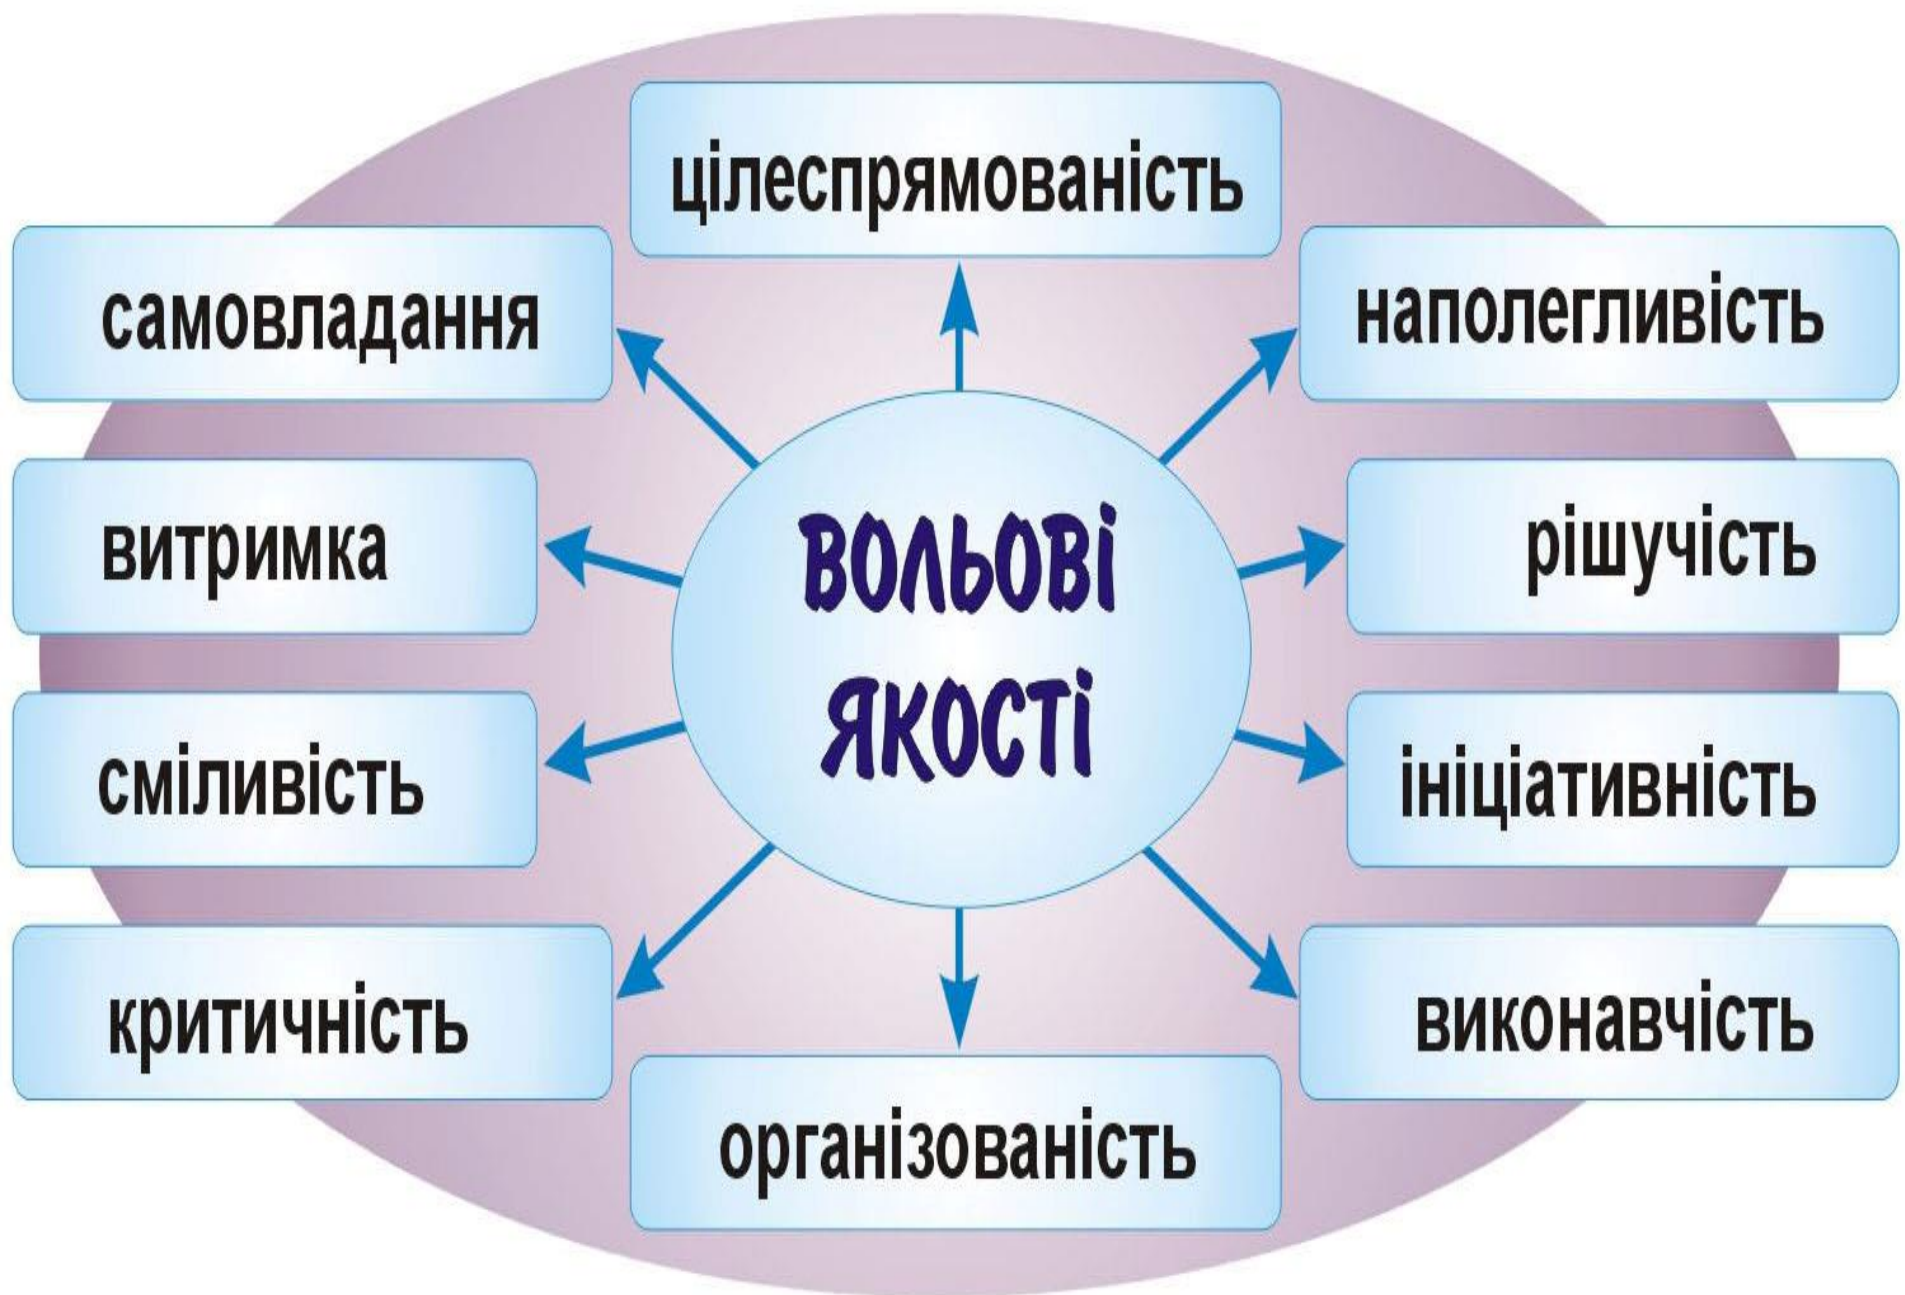 цілеспрямованість
самовладання
наполегливість
витримка
рішучість
ВОЛЬОВІ
ЯКОСТІ
сміливість
ініціативність
критичність
виконавчість
організованість